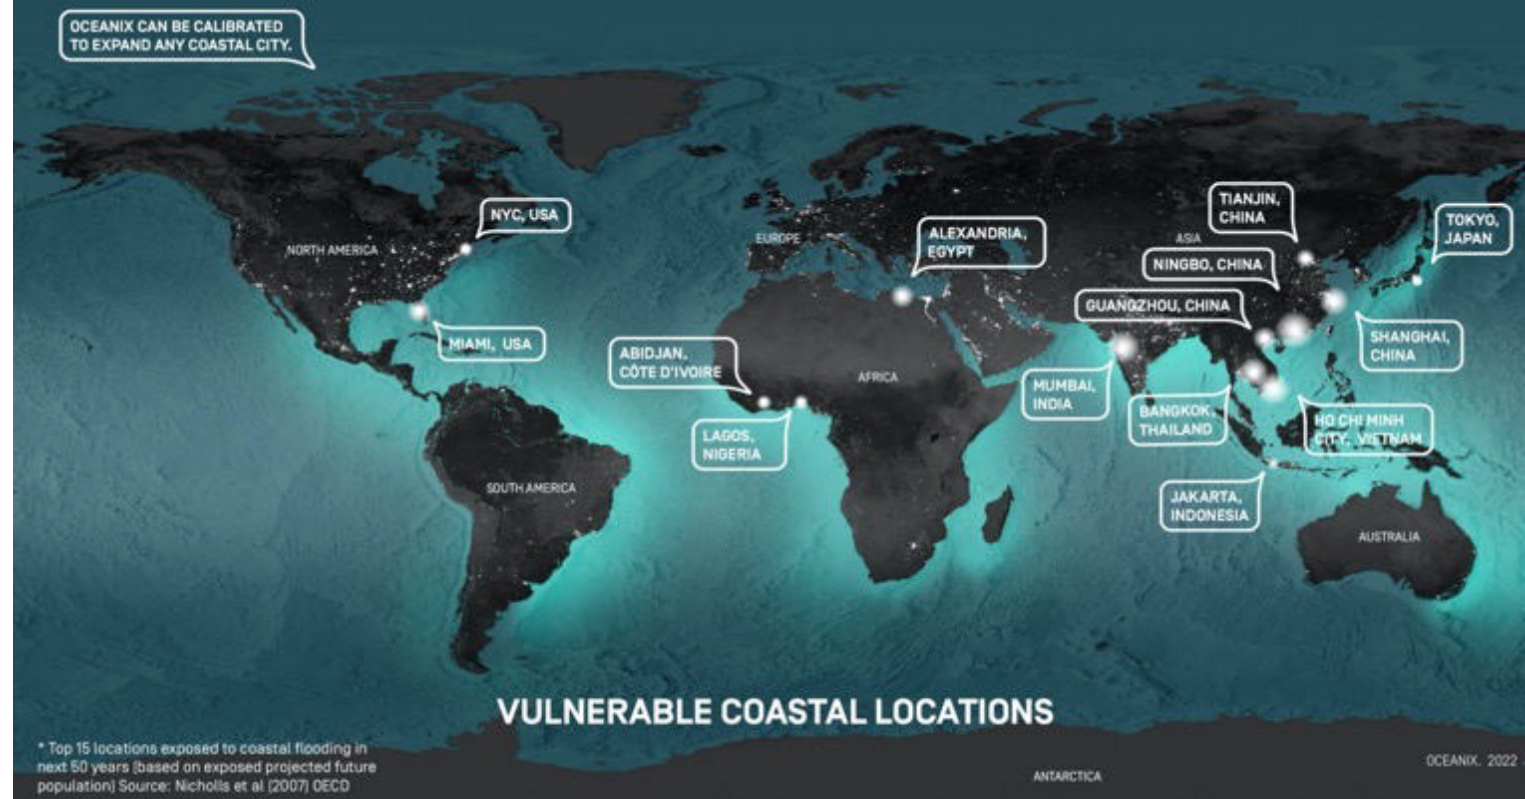 OCEANIX CAN BE CALIBRATED
TO EXPAND ANY COASTAL CITY.
NYC, USA
NORTH AMERICA
MIAMI, USA
EUROPE
ALEXANDRIA,
EGYPT
TIANJIN,
CHINA
ASIA
TOKYO,
JAPAN
NINGBO, CHINA
GUANGZHOU, CHINA
SHANGHAI,
CHINA
ABIDJAN,
CÔTE D'IVOIRE
AFRICA
MUMBAI,
INDIA
BANGKOK,
THAILAND
HO CHI MINH
CITY, VIETNAM
LAGOS,
NIGERIA
SOUTH AMERICA
JAKARTA,
INDONESIA
AUSTRALIA
VULNERABLE COASTAL LOCATIONS
* Top 15 locations exposed to coastal flooding in
next 50 years (based on exposed projected future
population) Source: Nicholls et al (2007) OECD
OCEANIX. 2022
ANTARCTICA